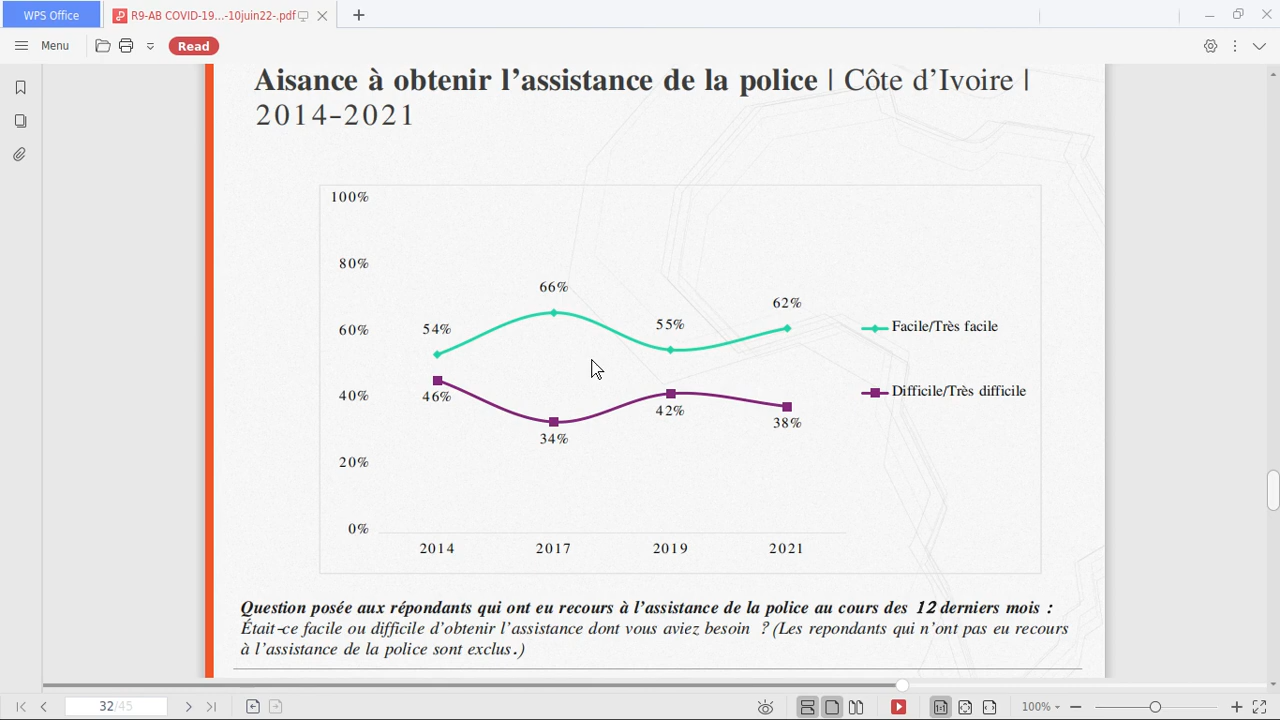 WPS Office
R9-AB COVID-19...-10juin22-.pdf
Menu
Read
Aisance à obtenir l'assistance de la police | Côte d'Ivoire |
2014-2021
100%
80%
60%
40%
20%
0%
54%
66%
55%
62%
46%
34%
42%
38%
Facile/Très facile
Difficile/Très difficile
2014
2017
2019
2021
Question posée aux répondants qui ont eu recours à l'assistance de la police au cours des 12 derniers mois :
Était-ce facile ou difficile d'obtenir l'assistance dont vous aviez besoin ? (Les repondants qui n'ont pas eu recours
à l'assistance de la police sont exclus.)
32/45
100%